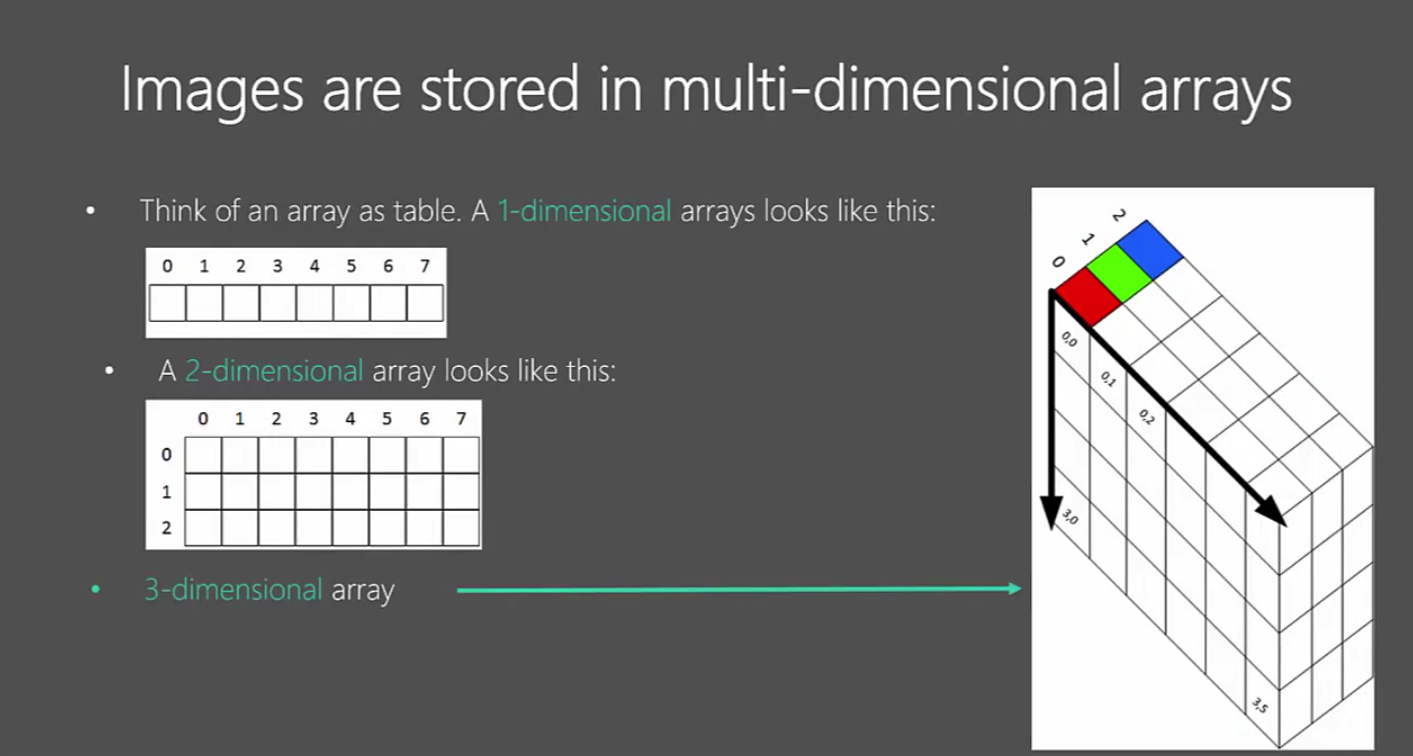 Images are stored in multi-dimensional arrays
• Think of an array as table. A 1-dimensional arrays looks like this:
0 1 2 3 4 5 6 7
• A 2-dimensional array looks like this:
0 1 2 3 4 5 6 7
0
1
2
• 3-dimensional array
2
1
0
0,0
0,1
0,2
3,0
3,5